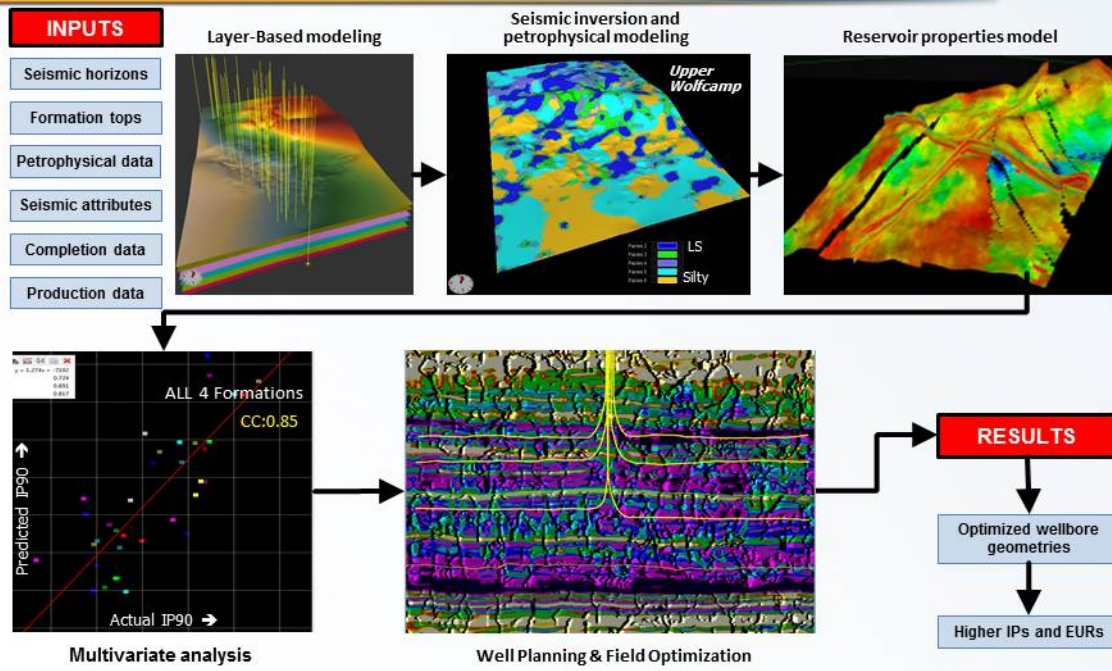 INPUTS
Seismic horizons
Formation tops
Petrophysical data
Seismic attributes
Completion data
Production data
Layer-Based modeling
Seismic inversion and
petrophysical modeling
Upper
Wolfcamp
LS
Silty
Reservoir properties model
ALL 4 Formations
CC:0.85
Predicted IP90 ➔
Actual IP90 ➔
Multivariate analysis
Well Planning & Field Optimization
RESULTS
Optimized wellbore
geometries
Higher IPs and EURs